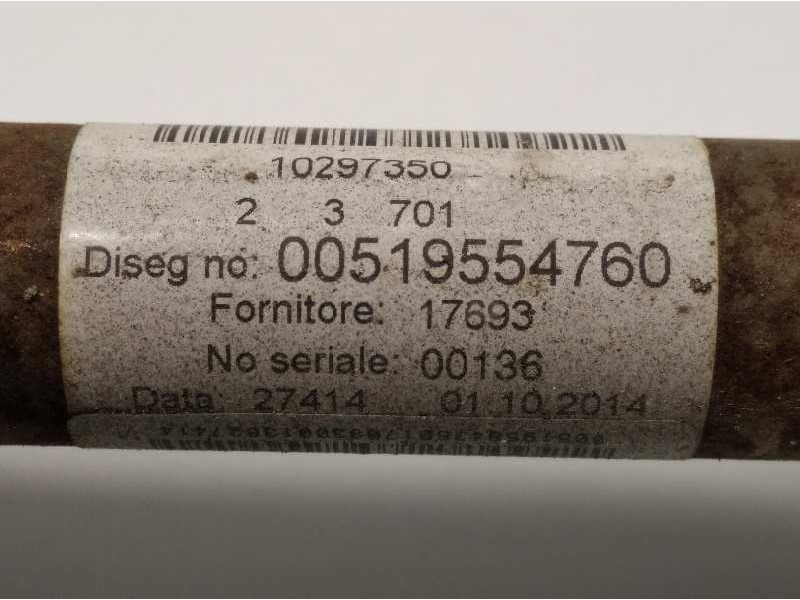 10297350
2 3 701
Diseg no: 00519554760
Fornitore: 17693
No seriale: 00136
Data: 27414 01.10.2014